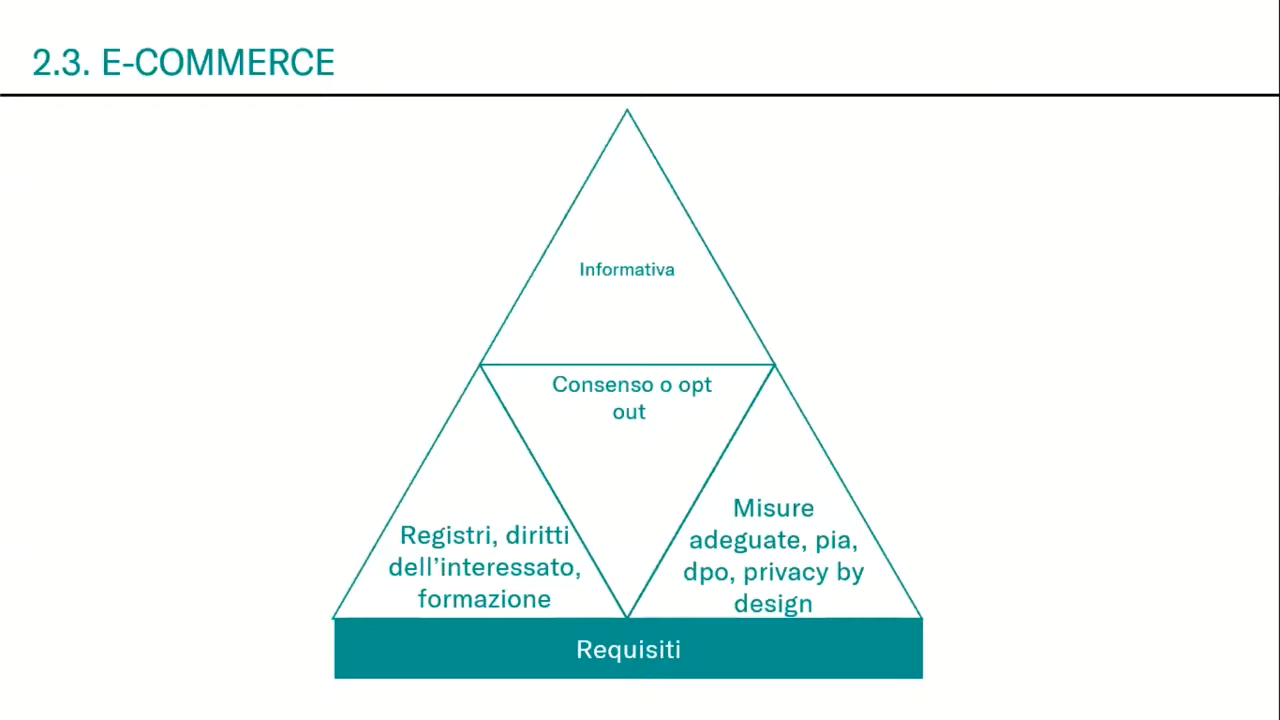 2.3. E-COMMERCE
Informativa
Consenso o opt
out
Registri, diritti
dell’interessato,
formazione
Misure
adeguate, pia,
dpo, privacy by
design
Requisiti